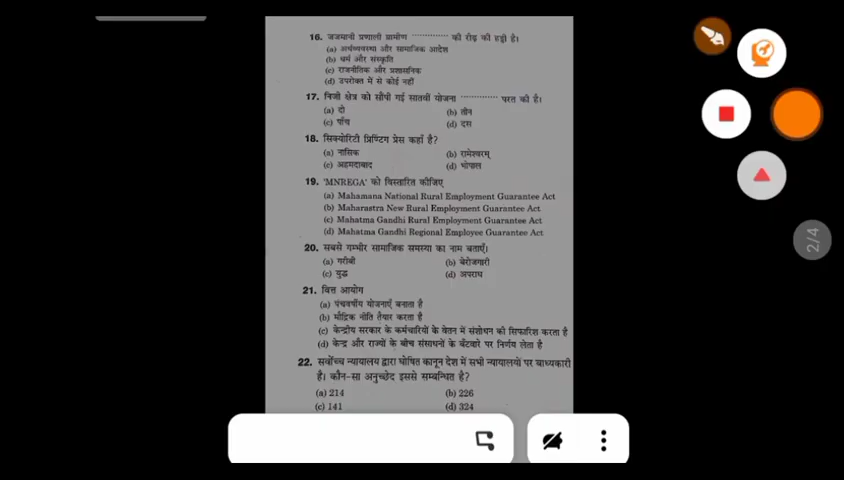 16. जजमानी प्रणाली ग्रामीण ............. की रीढ़ की हड्डी है।
(a) अर्थव्यवस्था और सामाजिक आदेश
(b) धर्म और संस्कृति
(c) राजनीतिक और प्रशासनिक
(d) उपरोक्त में से कोई नहीं
17. निजी क्षेत्र को सौंपी गई सातवीं योजना ............. परत की है।
(a) दो (b) तीन
(c) पाँच (d) दस
18. सिक्योरिटी प्रिण्टिंग प्रेस कहाँ है?
(a) नासिक (b) रामेश्वरम्
(c) अहमदाबाद (d) भोपाल
19. 'MNREGA' को विस्तारित कीजिए
(a) Mahamana National Rural Employment Guarantee Act
(b) Maharastra New Rural Employment Guarantee Act
(c) Mahatma Gandhi Rural Employment Guarantee Act
(d) Mahatma Gandhi Regional Employee Guarantee Act
20. सबसे गम्भीर सामाजिक समस्या का नाम बताएँ।
(a) गरीबी (b) बेरोजगारी
(c) युद्ध (d) अपराध
21. वित्त आयोग
(a) पंचवर्षीय योजनाएँ बनाता है
(b) मौद्रिक नीति तैयार करता है
(c) केन्द्रीय सरकार के कर्मचारियों के वेतन में संशोधन की सिफारिश करता है
(d) केन्द्र और राज्यों के बीच संसाधनों के बँटवारे पर निर्णय लेता है
22. सर्वोच्च न्यायालय द्वारा घोषित कानून देश में सभी न्यायालयों पर बाध्यकारी
है। कौन-सा अनुच्छेद इससे सम्बन्धित है?
(a) 214 (b) 226
(c) 141 (d) 324
2/4